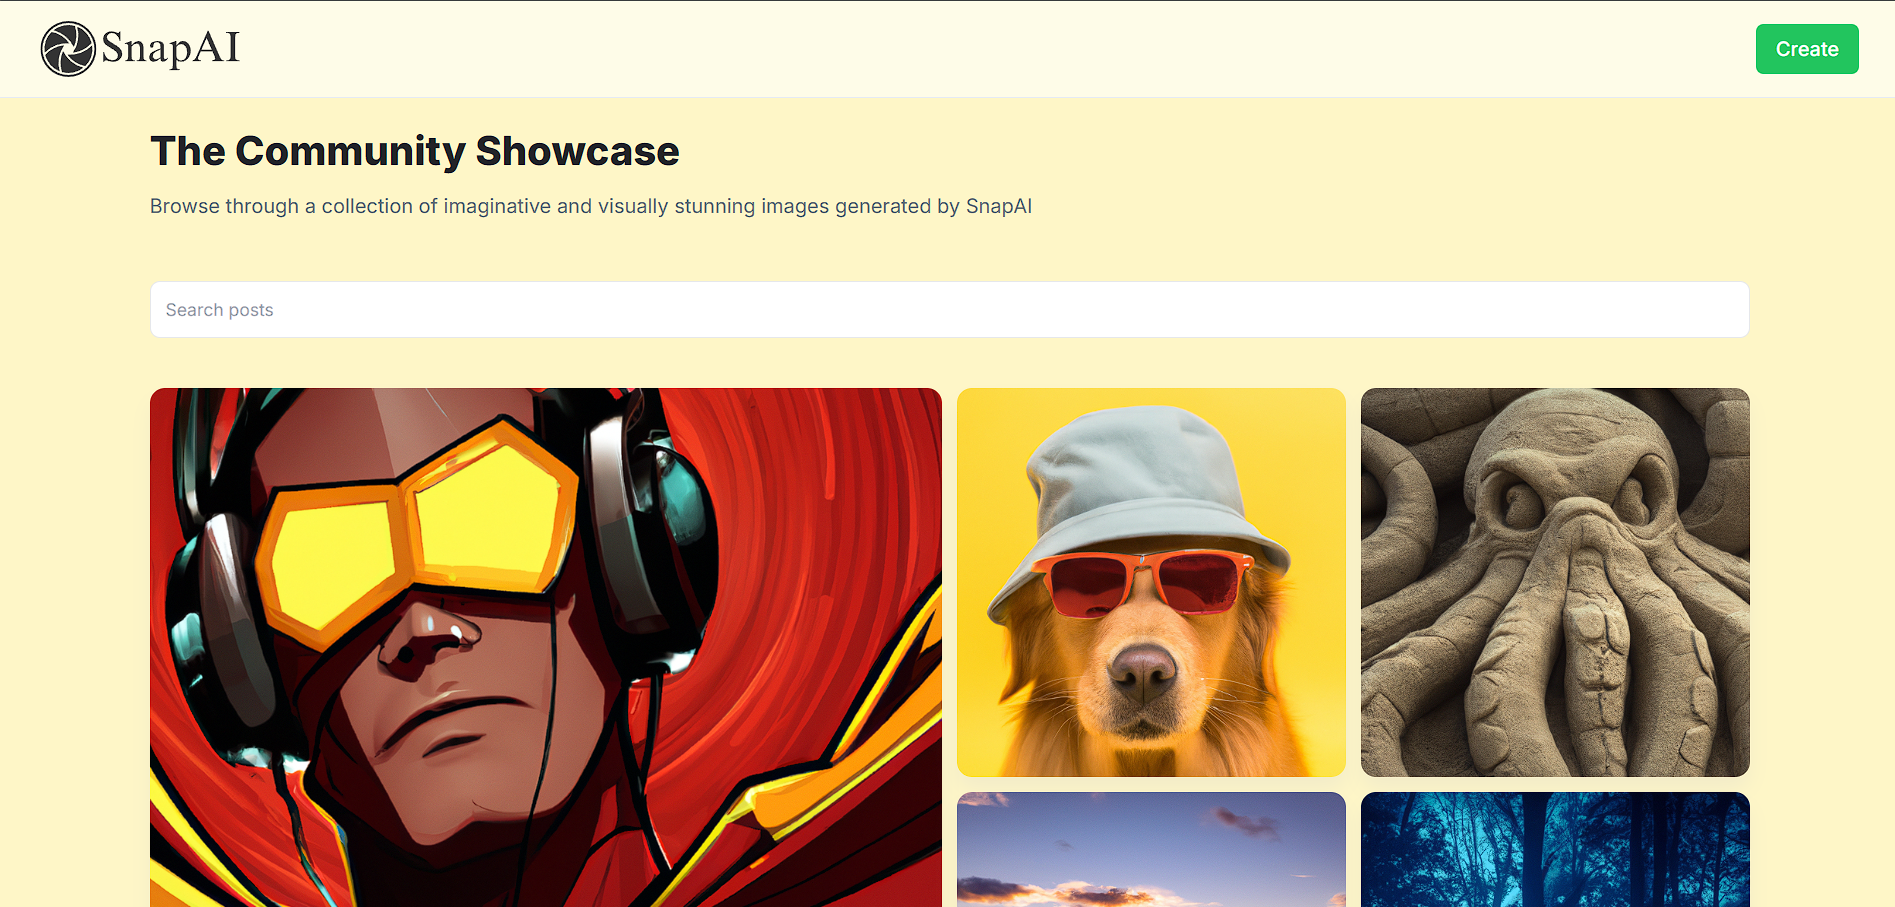 SnapAI
Create
The Community Showcase
Browse through a collection of imaginative and visually stunning images generated by SnapAI
Search posts